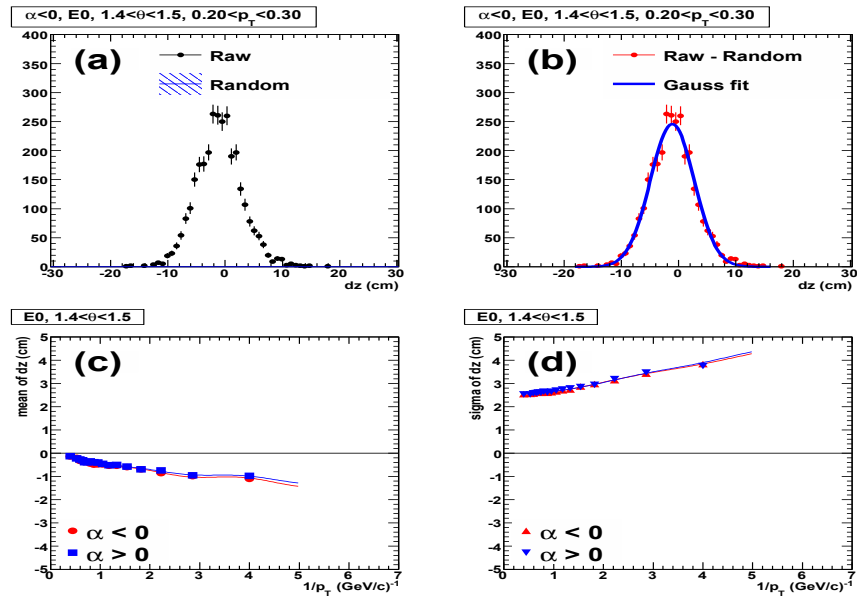 α<0, E0, 1.4<θ<1.5, 0.20<p_T<0.30
400
350
300
250
200
150
100
50
0
(a)
Raw
Random
-30 -20 -10 0 10 20 30
dz (cm)
α<0, E0, 1.4<θ<1.5, 0.20<p_T<0.30
400
350
300
250
200
150
100
50
0
(b)
Raw - Random
Gauss fit
-30 -20 -10 0 10 20 30
dz (cm)
E0, 1.4<θ<1.5
mean of dz (cm)
5
4
3
2
1
0
-1
-2
-3
-4
-5
(c)
α < 0
α > 0
0 1 2 3 4 5 6 7
1/p_T (GeV/c)^-1
E0, 1.4<θ<1.5
sigma of dz (cm)
5
4
3
2
1
0
-1
-2
-3
-4
-5
(d)
α < 0
α > 0
0 1 2 3 4 5 6 7
1/p_T (GeV/c)^-1